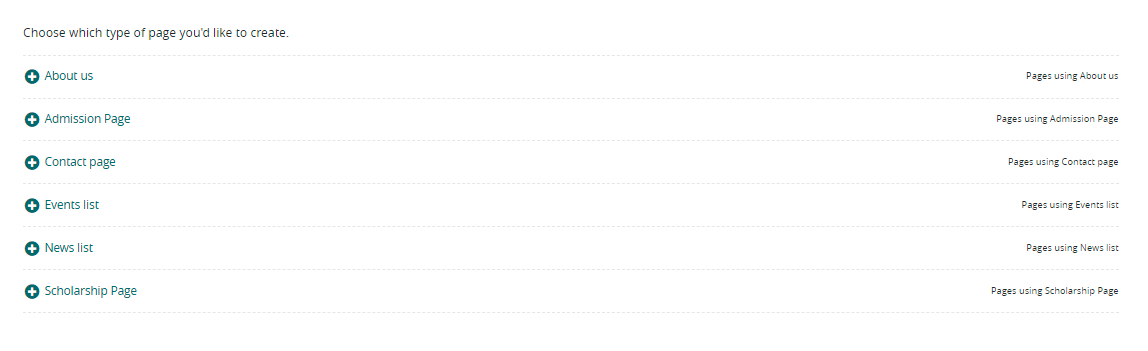 Choose which type of page you'd like to create.
About us
Pages using About us
Admission Page
Pages using Admission Page
Contact page
Pages using Contact page
Events list
Pages using Events list
News list
Pages using News list
Scholarship Page
Pages using Scholarship Page